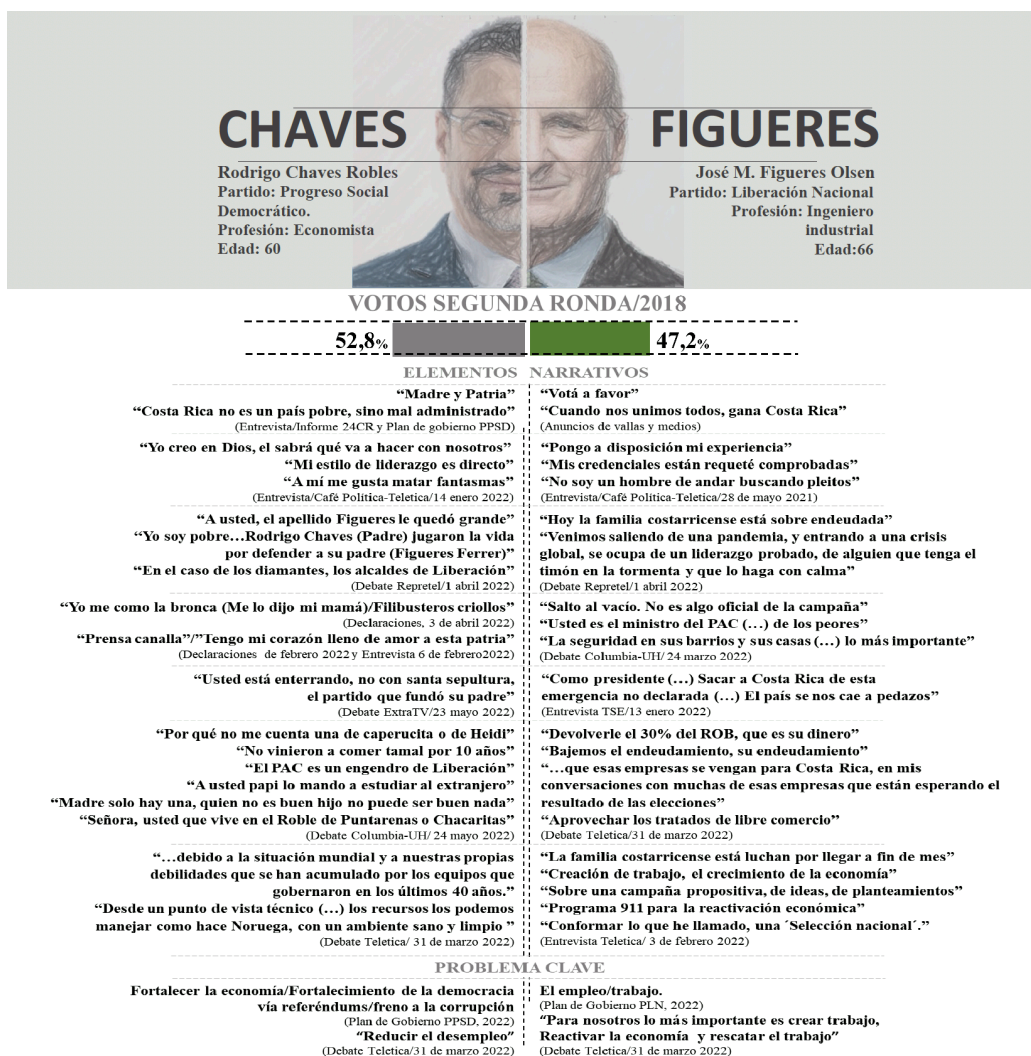 CHAVES
Rodrigo Chaves Robles
Partido: Progreso Social
Democrático.
Profesión: Economista
Edad: 60
FIGUERES
José M. Figueres Olsen
Partido: Liberación Nacional
Profesión: Ingeniero
industrial
Edad:66
VOTOS SEGUNDA RONDA/2018
52,8%
47,2%
ELEMENTOS NARRATIVOS
“Madre y Patria”
“Costa Rica no es un país pobre, sino mal administrado”
(Entrevista/Informe 24CR y Plan de gobierno PPSD)
“Votá a favor”
“Cuando nos unimos todos, gana Costa Rica”
(Anuncios de vallas y medios)
“Yo creo en Dios, el sabrá qué va a hacer con nosotros”
“Mi estilo de liderazgo es directo”
“A mí me gusta matar fantasmas”
(Entrevista/Café Política-Teletica/14 enero 2022)
“Pongo a disposición mi experiencia”
“Mis credenciales están requeté comprobadas”
“No soy un hombre de andar buscando pleitos”
(Entrevista/Café Política-Teletica/28 de mayo 2021)
“A usted, el apellido Figueres le quedó grande”
“Yo soy pobre…Rodrigo Chaves (Padre) jugaron la vida
por defender a su padre (Figueres Ferrer)”
“En el caso de los diamantes, los alcaldes de Liberación”
(Debate Repretel/1 abril 2022)
“Hoy la familia costarricense está sobre endeudada”
“Venimos saliendo de una pandemia, y entrando a una crisis
global, se ocupa de un liderazgo probado, de alguien que tenga el
timón en la tormenta y que lo haga con calma”
(Debate Repretel/1 abril 2022)
“Yo me como la bronca (Me lo dijo mi mamá)/Filibusteros criollos”
(Declaraciones, 3 de abril 2022)
“Prensa canalla”/”Tengo mi corazón lleno de amor a esta patria”
(Declaraciones de febrero 2022 y Entrevista 6 de febrero2022)
“Salto al vacío. No es algo oficial de la campaña”
“Usted es el ministro del PAC (…) de los peores”
“La seguridad en sus barrios y sus casas (…) lo más importante”
(Debate Columbia-UH/ 24 marzo 2022)
“Usted está enterrando, no con santa sepultura,
el partido que fundó su padre”
(Debate ExtraTV/23 mayo 2022)
“Como presidente (…) Sacar a Costa Rica de esta
emergencia no declarada (…) El país se nos cae a pedazos”
(Entrevista TSE/13 enero 2022)
“Por qué no me cuenta una de caperucita o de Heidi”
“No vinieron a comer tamal por 10 años”
“El PAC es un engendro de Liberación”
“A usted papi lo mando a estudiar al extranjero”
“Madre solo hay una, quien no es buen hijo no puede ser buen nada”
“Señora, usted que vive en el Roble de Puntarenas o Chacaritas”
(Debate Columbia-UH/ 24 mayo 2022)
“Devolverle el 30% del ROB, que es su dinero”
“Bajemos el endeudamiento, su endeudamiento”
“…que esas empresas se vengan para Costa Rica, en mis
conversaciones con muchas de esas empresas que están esperando el
resultado de las elecciones”
“Aprovechar los tratados de libre comercio”
(Debate Teletica/31 de marzo 2022)
“…debido a la situación mundial y a nuestras propias
debilidades que se han acumulado por los equipos que
gobernaron en los últimos 40 años.”
“Desde un punto de vista técnico (…) los recursos los podemos
manejar como hace Noruega, con un ambiente sano y limpio ”
(Debate Teletica/ 31 de marzo 2022)
“La familia costarricense está luchan por llegar a fin de mes”
“Creación de trabajo, el crecimiento de la economía”
“Sobre una campaña propositiva, de ideas, de planteamientos”
“Programa 911 para la reactivación económica”
“Conformar lo que he llamado, una ´Selección nacional´.”
(Entrevista Teletica/ 3 de febrero 2022)
PROBLEMA CLAVE
Fortalecer la economía/Fortalecimiento de la democracia
vía referéndums/freno a la corrupción
(Plan de Gobierno PPSD, 2022)
“Reducir el desempleo”
(Debate Teletica/31 de marzo 2022)
El empleo/trabajo.
(Plan de Gobierno PLN, 2022)
“Para nosotros lo más importante es crear trabajo,
Reactivar la economía y rescatar el trabajo”
(Debate Teletica/31 de marzo 2022)